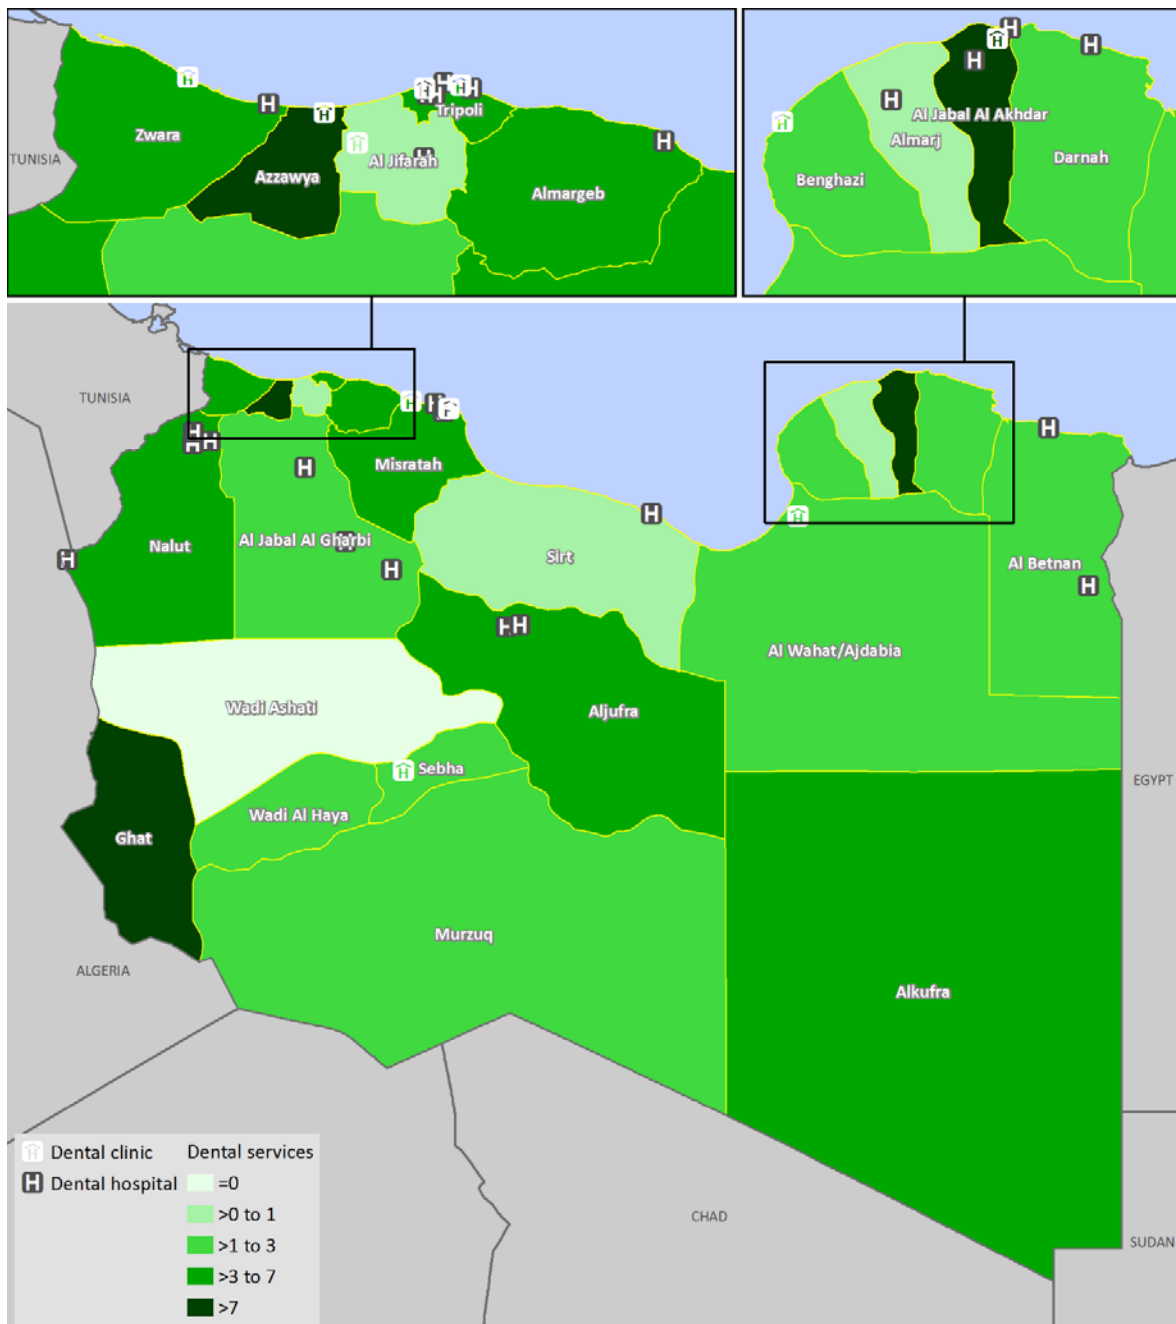 Zwara
TUNISIA
Azzawya
Al Jifarah
Tripoli
Almargeb
Al Jabal Al Akhdar
Almarj
Darnah
Benghazi
TUNISIA
Misratah
Nalut
Al Jabal Al Gharbi
Sirt
Al Betnan
Al Wahat/Ajdabia
Wadi Ashati
Aljufra
Sebha
EGYPT
Wadi Al Haya
Ghat
Murzuq
ALGERIA
Alkufra
CHAD
SUDAN
H Dental clinic
H Dental hospital
Dental services
=0
>0 to 1
>1 to 3
>3 to 7
>7